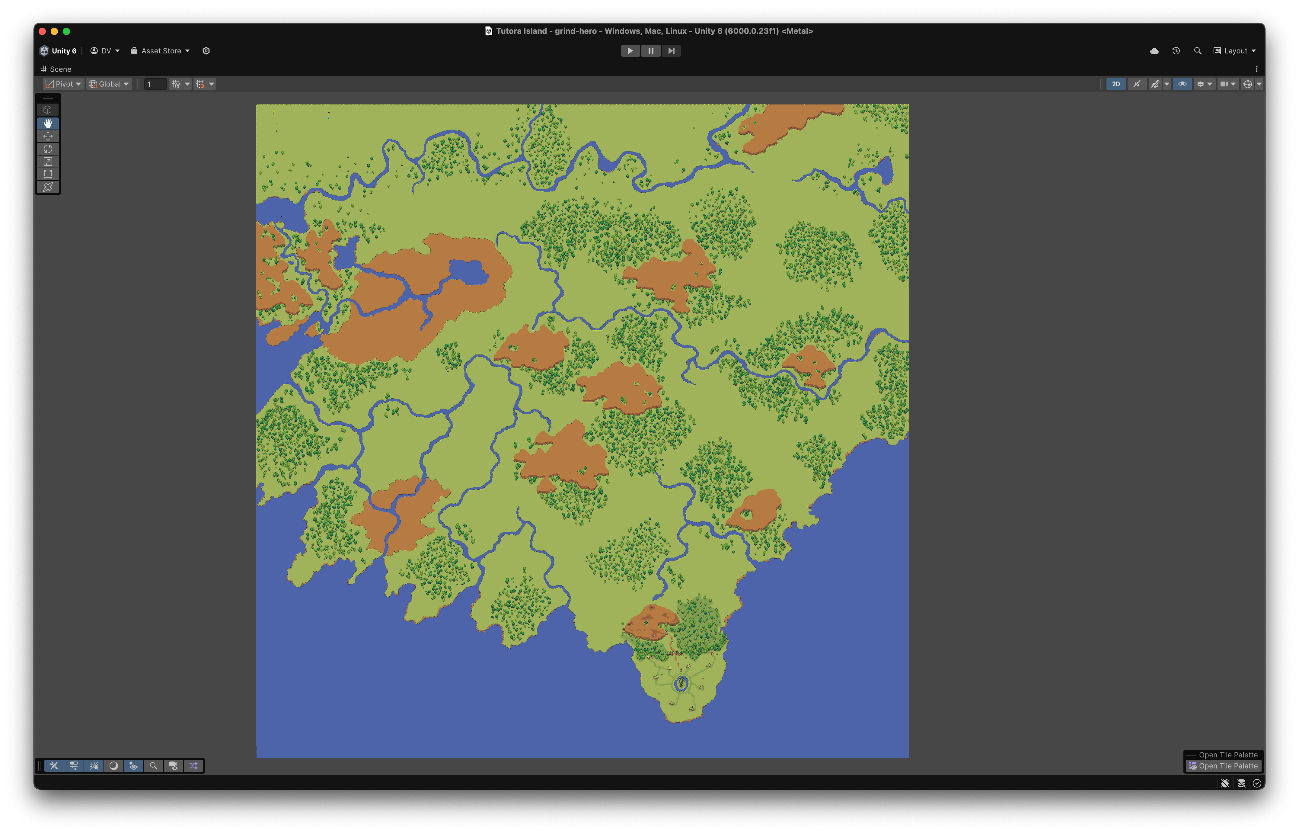 Tutora Island - grind-hero - Windows, Mac, Linux - Unity 6 (6000.0.23f1) <Metal>
Unity 6 DV Asset Store Layout
Scene
Pivot Global 1 2D
Open Tile Palette
Open Tile Palette